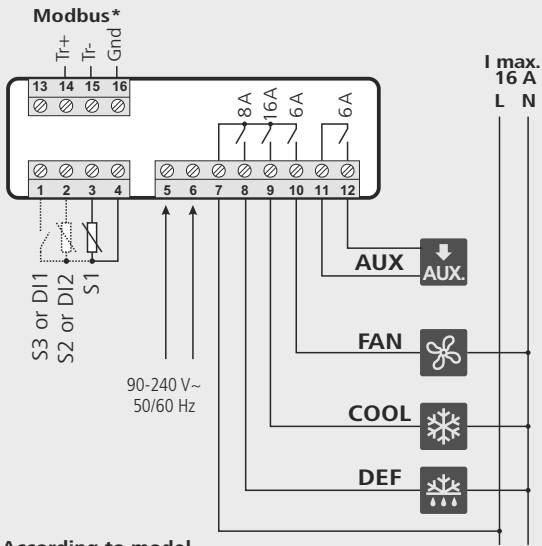 Modbus*
Tr+
Tr-
Gnd
I max.
16 A
L N
13 14 15 16
8 A
16 A
6 A
6 A
1 2 3 4 5 6 7 8 9 10 11 12
S3 or DI1
S2 or DI2
S1
AUX
AUX.
FAN
90-240 V~
50/60 Hz
COOL
DEF
According to model